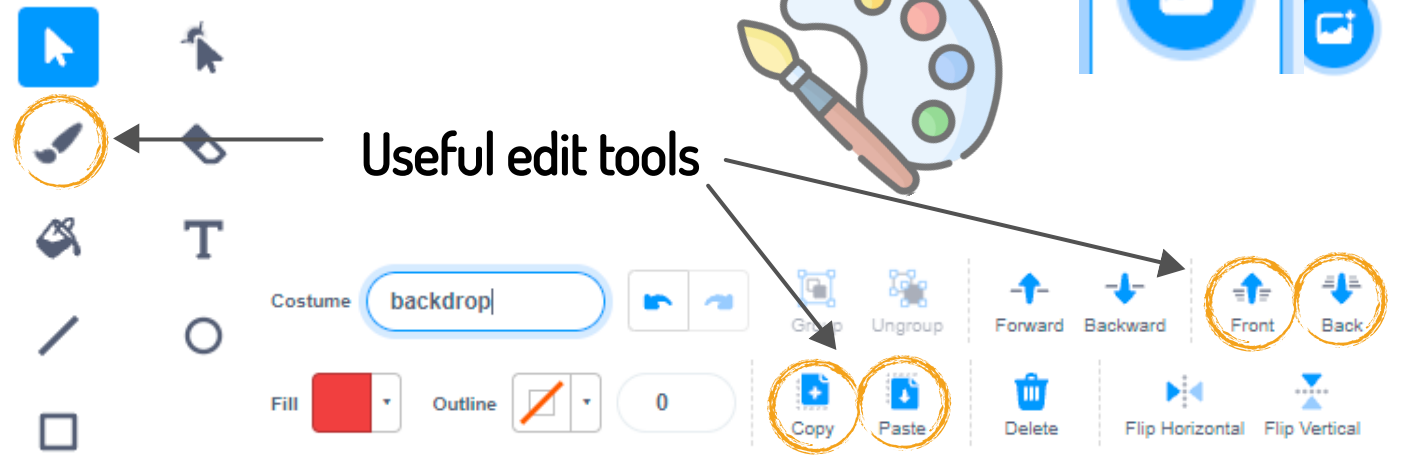 Useful edit tools
Costume backdrop
Group Ungroup Forward Backward Front Back
Fill Outline 0 Copy Paste Delete Flip Horizontal Flip Vertical